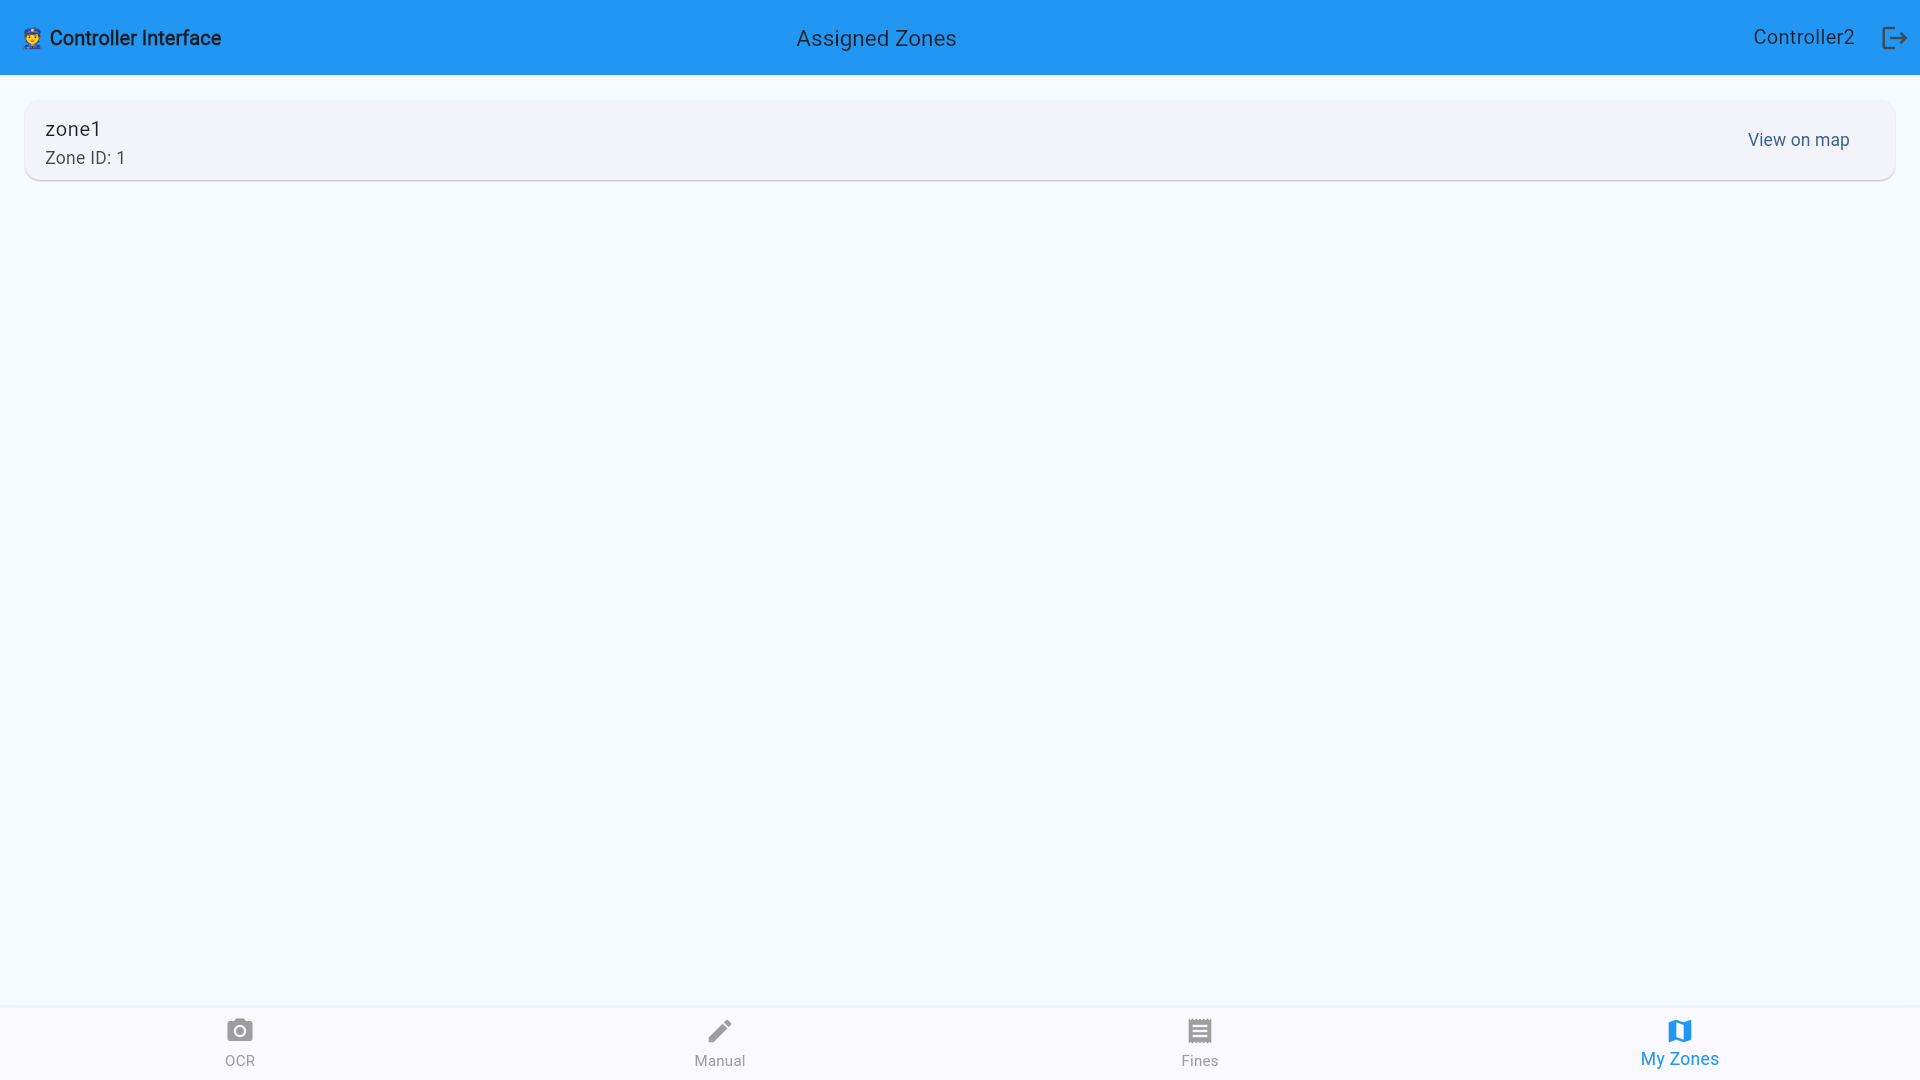 👮 Controller Interface
Assigned Zones
Controller2
zone1
Zone ID: 1
View on map
OCR
Manual
Fines
My Zones